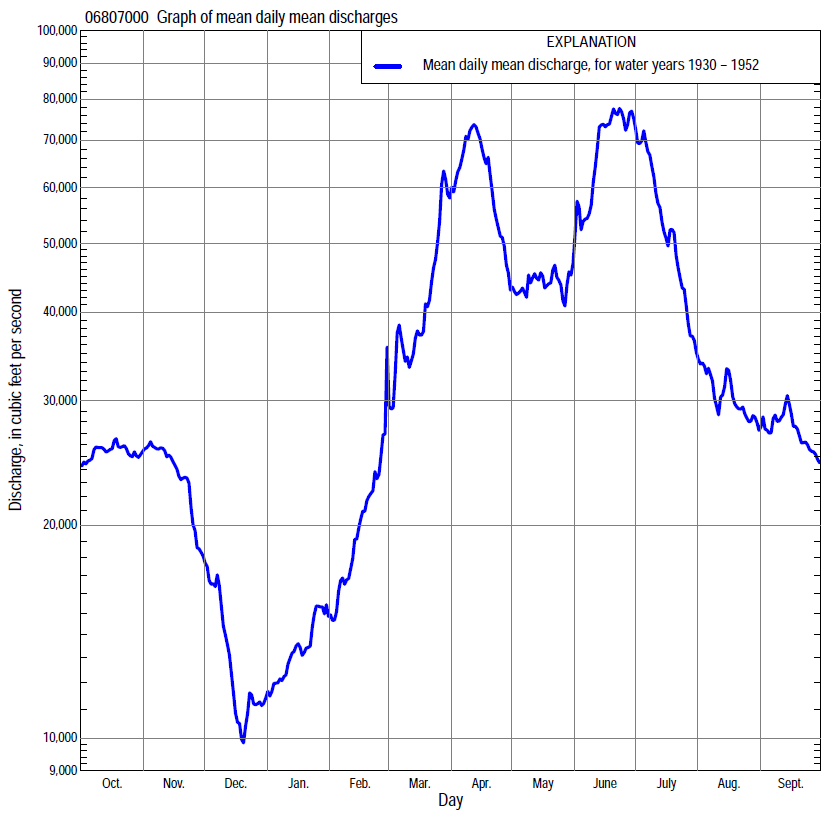 06807000 Graph of mean daily mean discharges
EXPLANATION
Mean daily mean discharge, for water years 1930 – 1952
Discharge, in cubic feet per second
100,000
90,000
80,000
70,000
60,000
50,000
40,000
30,000
20,000
10,000
9,000
Oct. Nov. Dec. Jan. Feb. Mar. Apr. May June July Aug. Sept.
Day